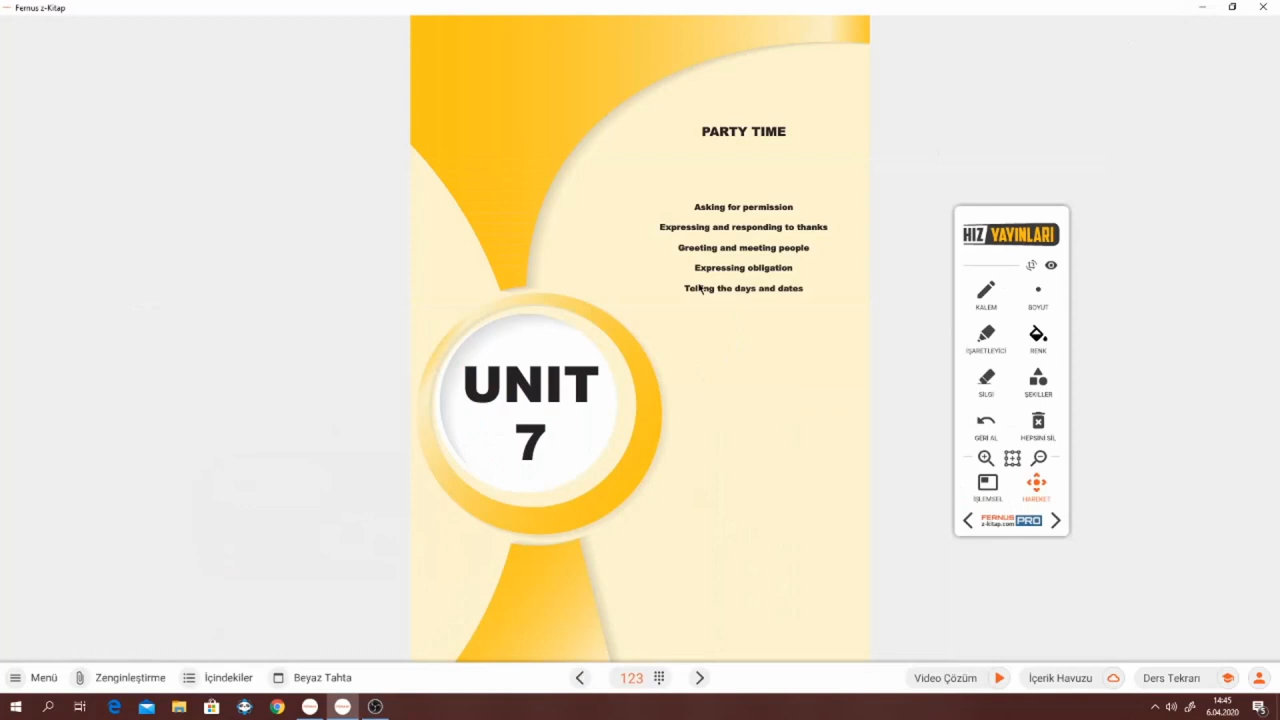 Fernus z-Kitap
PARTY TIME
Asking for permission
Expressing and responding to thanks
Greeting and meeting people
Expressing obligation
Telling the days and dates
UNIT
7
HIZ YAYINLARI
KALEM
BOYUT
İŞARETLEYİCİ
RENK
SİLGİ
ŞEKİLLER
GERİ AL
HEPSİNİ SİL
İŞLEMSEL
HAREKET
FERNUS
z-kitap.com
PRO
Menü
Zenginleştirme
İçindekiler
Beyaz Tahta
123
Video Çözüm
İçerik Havuzu
Ders Tekrarı
14:45
6.04.2020